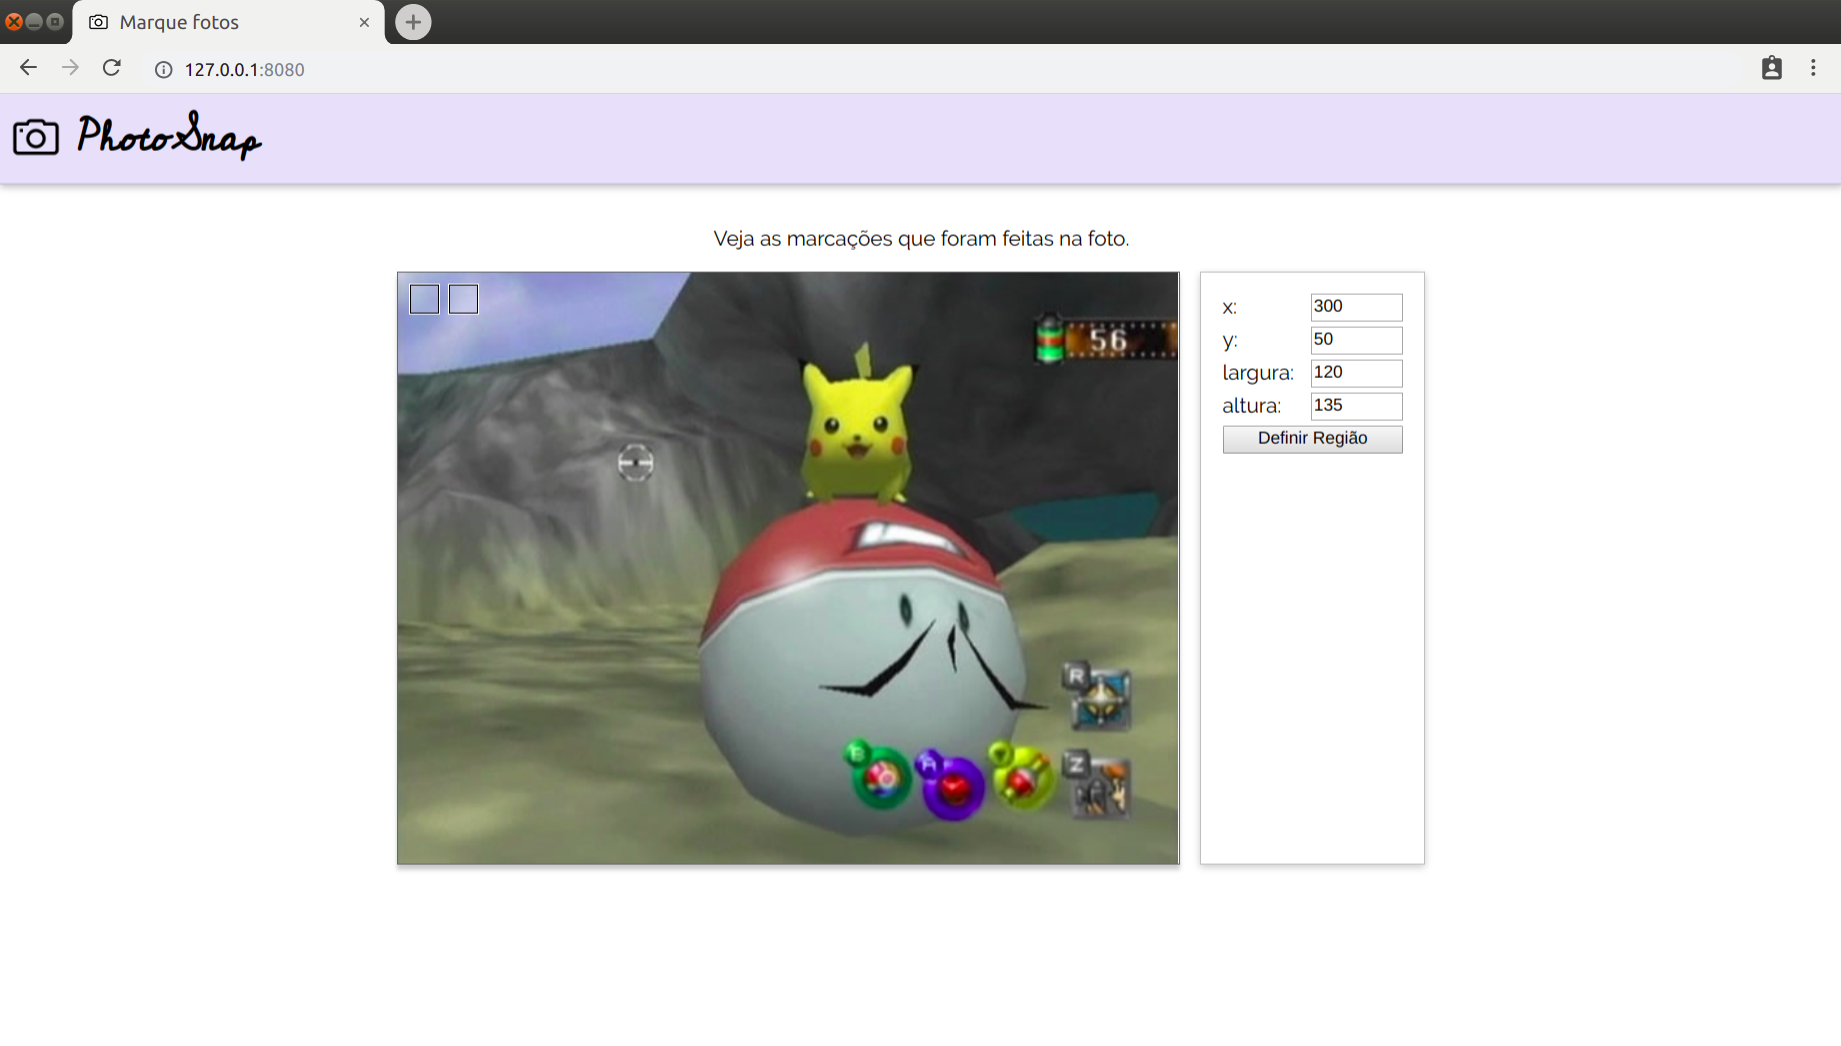 Marque fotos
127.0.0.1:8080
PhotoSnap
Veja as marcações que foram feitas na foto.
56
R
B
A
Z
x: 300
y: 50
largura: 120
altura: 135
Definir Região